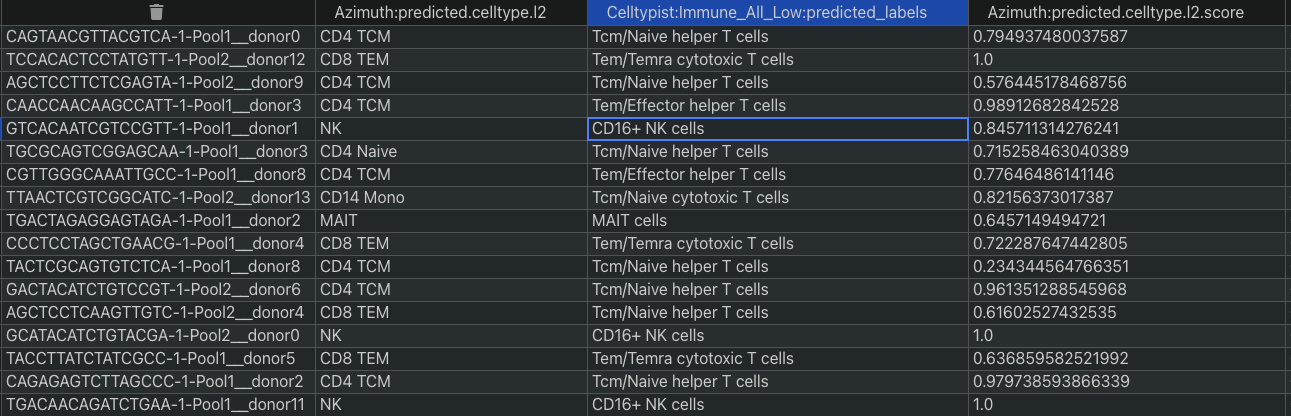 Azimuth:predicted.celltype.l2 Celltypist:Immune_All_Low:predicted_labels Azimuth:predicted.celltype.l2.score
CAGTAACGTTACGTCA-1-Pool1__donor0 CD4 TCM Tcm/Naive helper T cells 0.794937480037587
TCCACACTCCTATGTT-1-Pool2__donor12 CD8 TEM Tem/Temra cytotoxic T cells 1.0
AGCTCCTTCTCGAGTA-1-Pool2__donor9 CD4 TCM Tcm/Naive helper T cells 0.576445178468756
CAACCAACAAGCCATT-1-Pool1__donor3 CD4 TCM Tem/Effector helper T cells 0.98912682842528
GTCACAATCGTCCGTT-1-Pool1__donor1 NK CD16+ NK cells 0.845711314276241
TGCGCAGTCGGAGCAA-1-Pool1__donor3 CD4 Naive Tcm/Naive helper T cells 0.715258463040389
CGTTGGGCAAATTGCC-1-Pool1__donor8 CD4 TCM Tem/Effector helper T cells 0.77646486141146
TTAACTCGTCGGCATC-1-Pool2__donor13 CD14 Mono Tcm/Naive cytotoxic T cells 0.82156373017387
TGACTAGAGGAGTAGA-1-Pool1__donor2 MAIT MAIT cells 0.6457149494721
CCCTCCTAGCTGAACG-1-Pool1__donor4 CD8 TEM Tem/Temra cytotoxic T cells 0.722287647442805
TACTCGCAGTGTCTCA-1-Pool1__donor8 CD4 TCM Tcm/Naive helper T cells 0.234344564766351
GACTACATCTGTCCGT-1-Pool2__donor6 CD4 TCM Tcm/Naive helper T cells 0.961351288545968
AGCTCCTCAAGTTGTC-1-Pool2__donor4 CD8 TEM Tcm/Naive helper T cells 0.61602527432535
GCATACATCTGTACGA-1-Pool2__donor0 NK CD16+ NK cells 1.0
TACCTTATCTATCGCC-1-Pool1__donor5 CD8 TEM Tem/Temra cytotoxic T cells 0.636859582521992
CAGAGAGTCTTAGCCC-1-Pool1__donor2 CD4 TCM Tcm/Naive helper T cells 0.979738593866339
TGACAACAGATCTGAA-1-Pool1__donor11 NK CD16+ NK cells 1.0